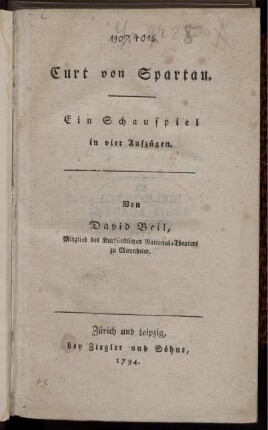 1907.4016
Curt von Spartau.
Ein Schauspiel
in vier Aufzügen.
Von
David Beil,
Mitglied des Kurfürstlichen National-Theaters
zu Mannheim.
Zürich und Leipzig,
bey Ziegler und Söhne,
1794.